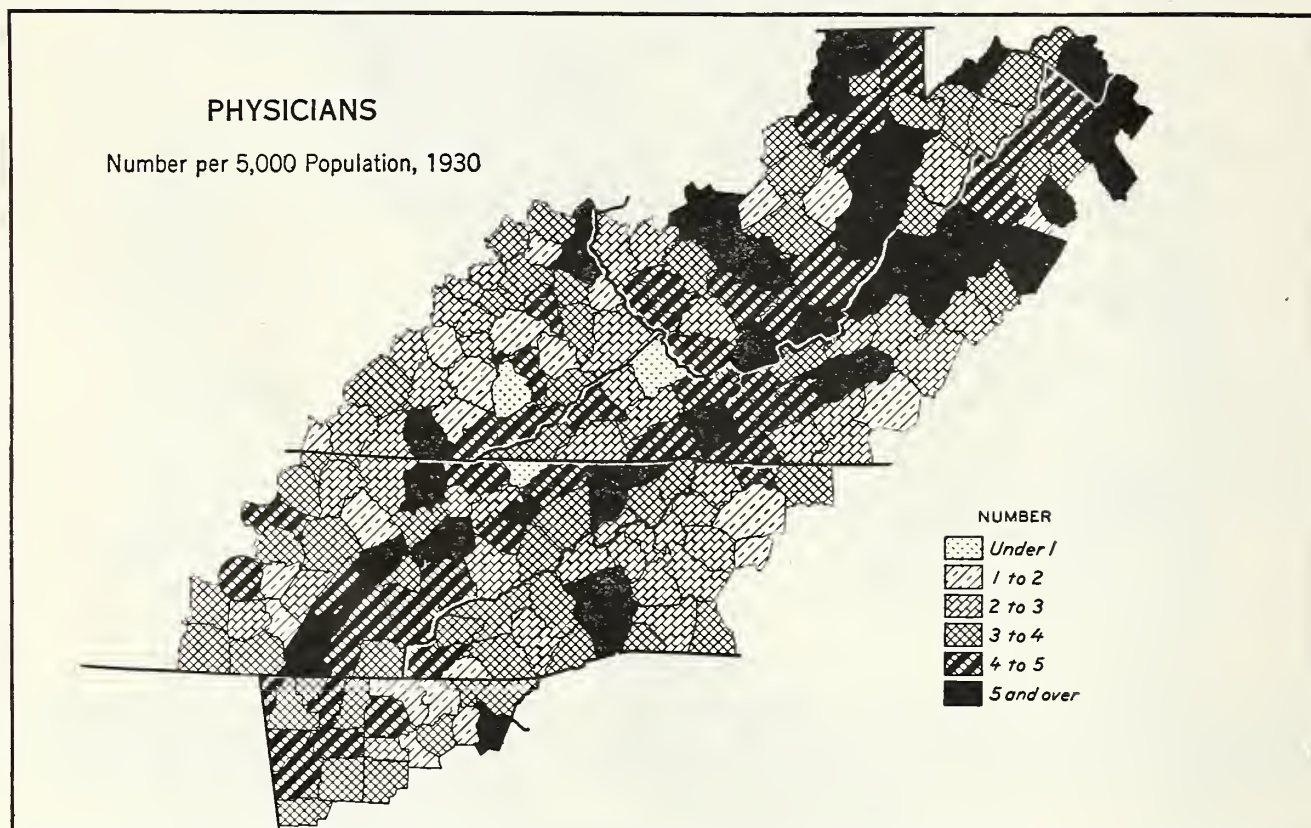 PHYSICIANS
Number per 5,000 Population, 1930
NUMBER
Under 1
1 to 2
2 to 3
3 to 4
4 to 5
5 and over